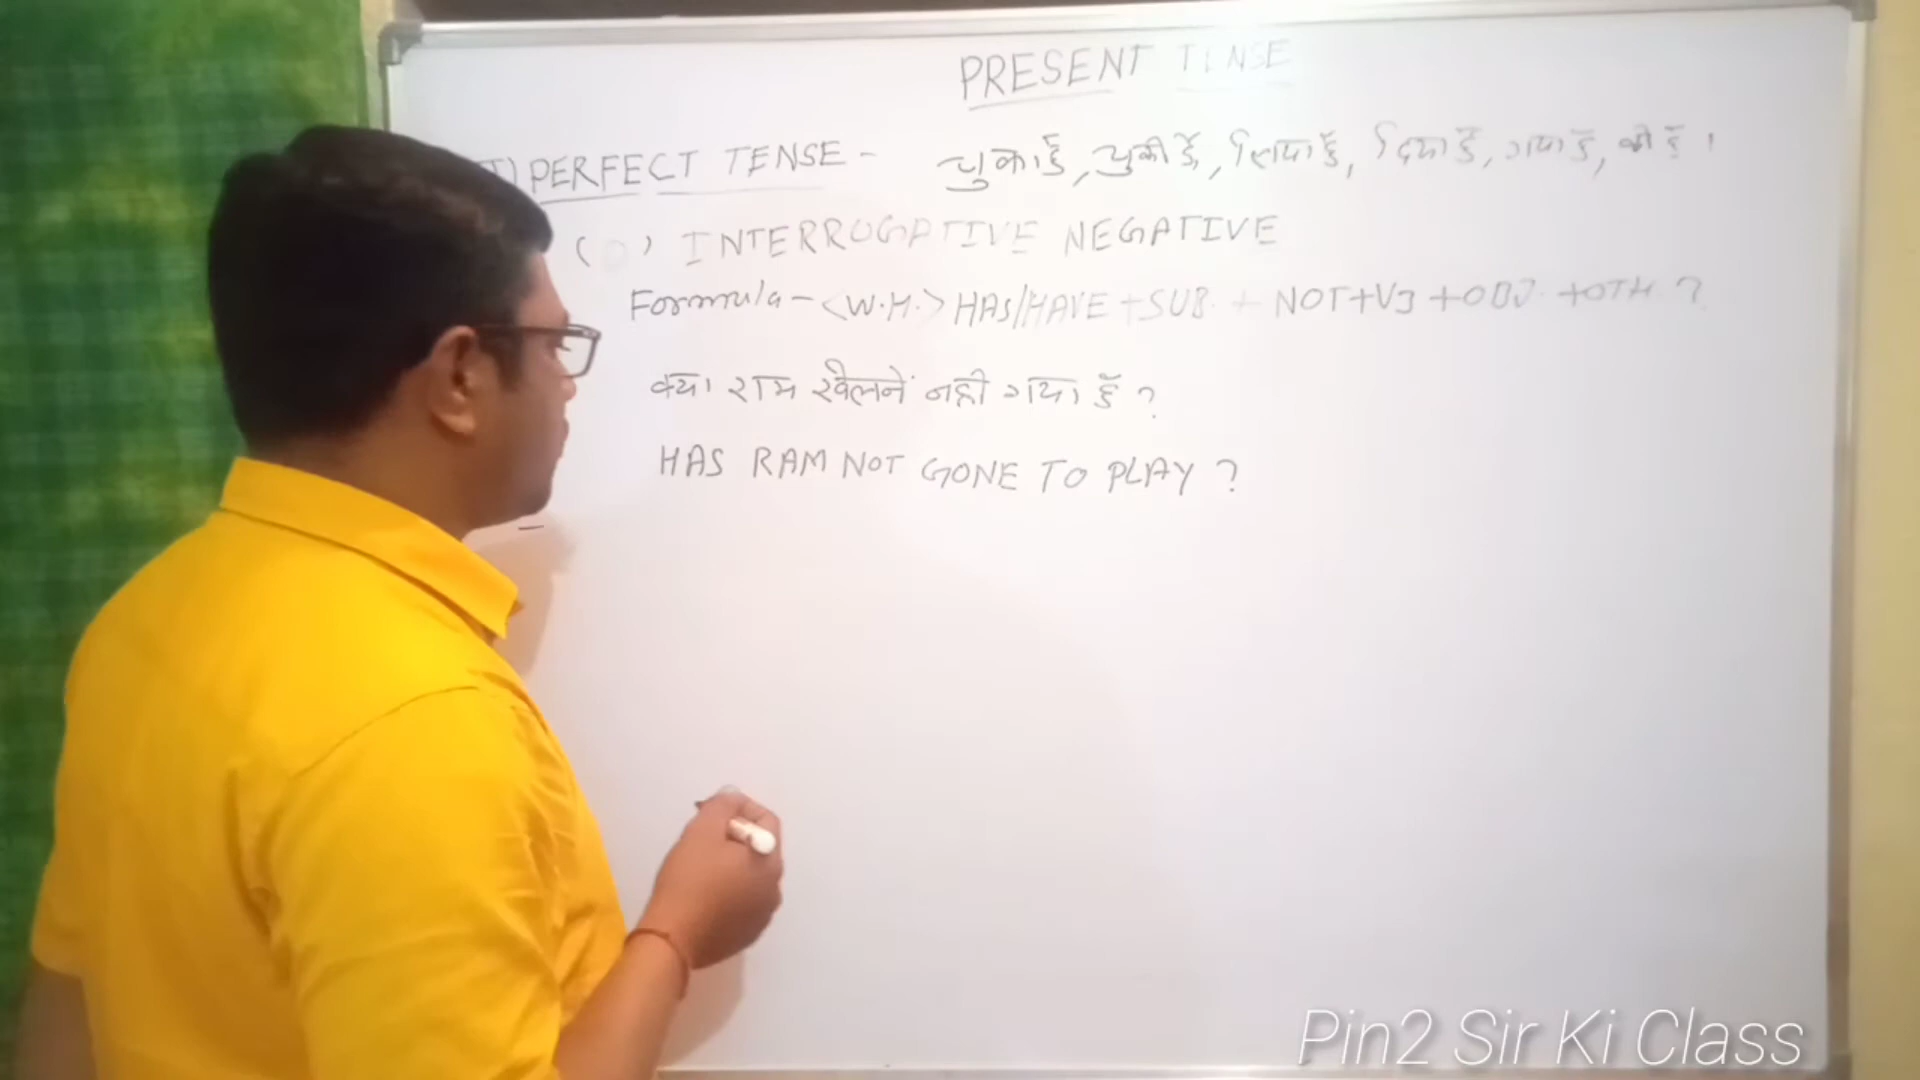 PRESENT TENSE
I) PERFECT TENSE - चुका है, चुकी है, लिया है, दिया है, गया है, की है ।
(D) INTERROGATIVE NEGATIVE
Formula - <W.H.> HAS/HAVE + SUB. + NOT + V3 + OBJ. + OTH ?
क्या राम खेलनें नही गया है ?
HAS RAM NOT GONE TO PLAY ?
Pin2 Sir Ki Class